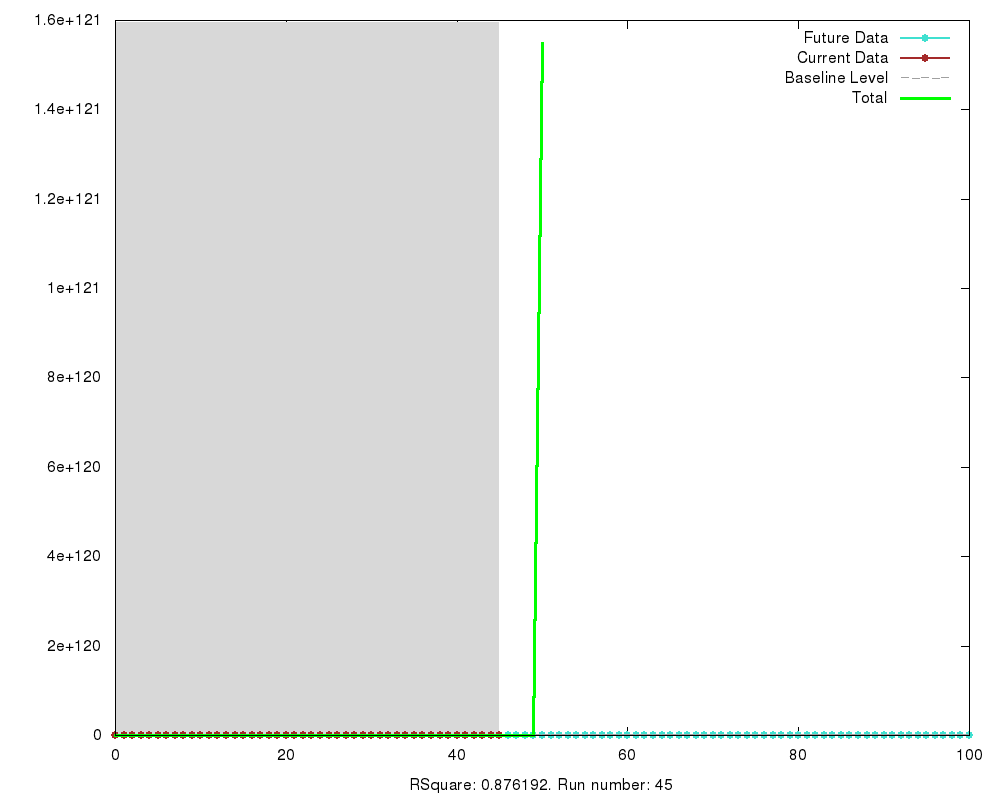 1.6e+121
1.4e+121
1.2e+121
1e+121
8e+120
6e+120
4e+120
2e+120
0
0 20 40 60 80 100
Future Data
Current Data
Baseline Level
Total
RSquare: 0.876192. Run number: 45